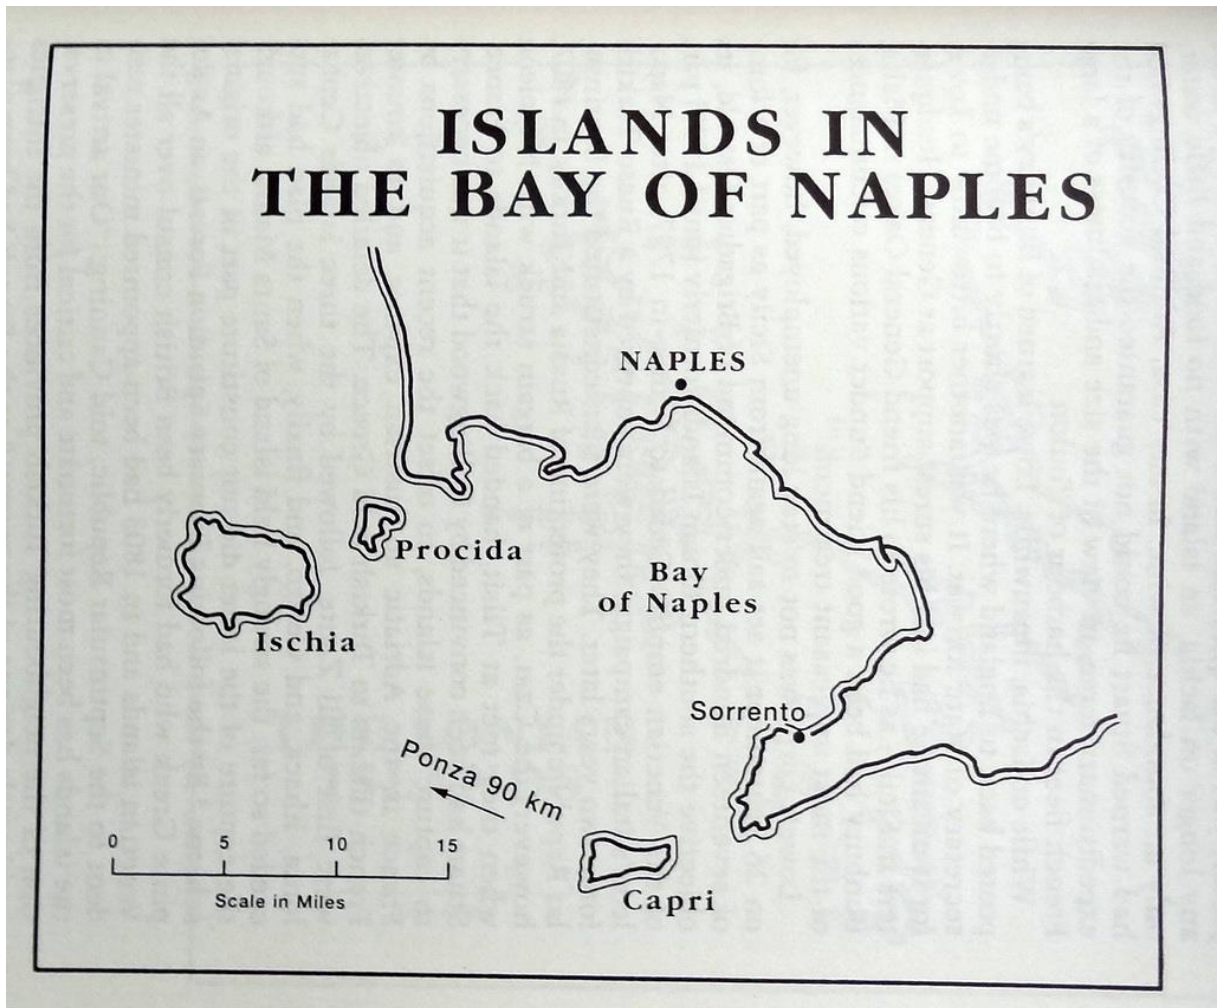 ISLANDS IN
THE BAY OF NAPLES
NAPLES
Procida
Bay
of Naples
Ischia
Sorrento
Ponza 90 km
0 5 10 15
Scale in Miles
Capri